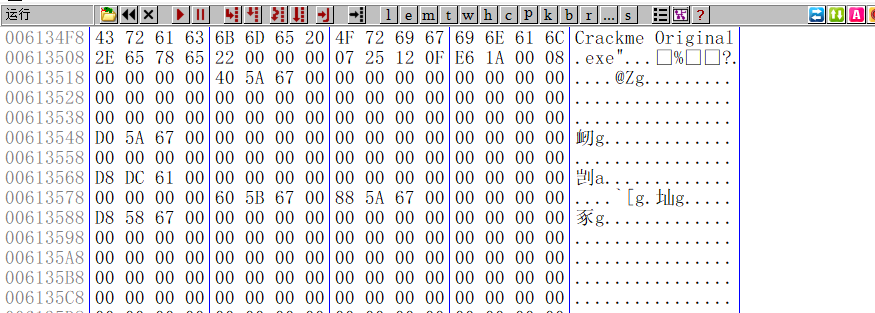 运行 l e m t w h c p k b r ... s ?
006134F8 43 72 61 63 6B 6D 65 20 4F 72 69 67 69 6E 61 6C Crackme Original
00613508 2E 65 78 65 22 00 00 00 07 25 12 0F E6 1A 00 08 .exe"...□%□□?.
00613518 00 00 00 00 40 5A 67 00 00 00 00 00 00 00 00 00 ....@Zg.........
00613528 00 00 00 00 00 00 00 00 00 00 00 00 00 00 00 00 ................
00613538 00 00 00 00 00 00 00 00 00 00 00 00 00 00 00 00 ................
00613548 D0 5A 67 00 00 00 00 00 00 00 00 00 00 00 00 00 衂g.............
00613558 00 00 00 00 00 00 00 00 00 00 00 00 00 00 00 00 ................
00613568 D8 DC 61 00 00 00 00 00 00 00 00 00 00 00 00 00 剀a.............
00613578 00 00 00 00 60 5B 67 00 88 5A 67 00 00 00 00 00 ....`[g.圸g.....
00613588 D8 58 67 00 00 00 00 00 00 00 00 00 00 00 00 00 豖g.............
00613598 00 00 00 00 00 00 00 00 00 00 00 00 00 00 00 00 ................
006135A8 00 00 00 00 00 00 00 00 00 00 00 00 00 00 00 00 ................
006135B8 00 00 00 00 00 00 00 00 00 00 00 00 00 00 00 00 ................
006135C8 00 00 00 00 00 00 00 00 00 00 00 00 00 00 00 00 ................